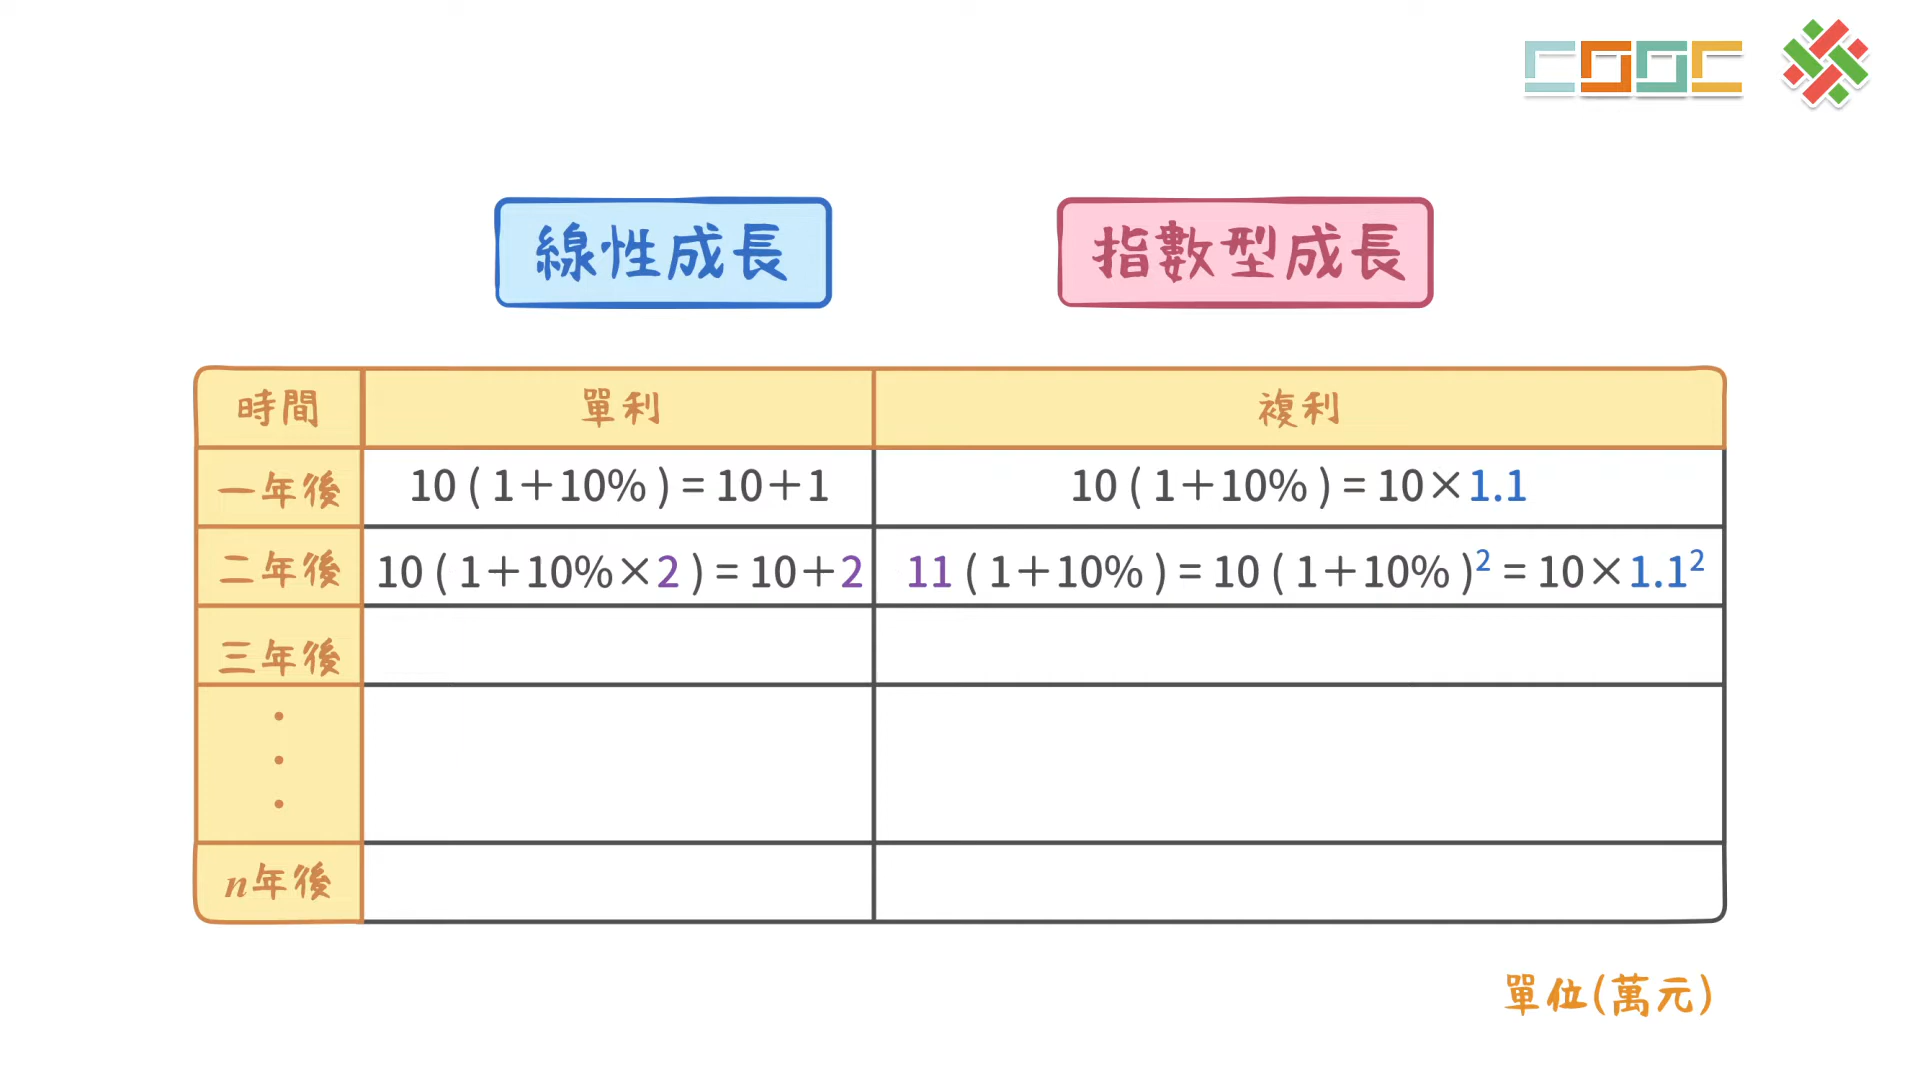 COOC
線性成長 指數型成長
時間 單利 複利
一年後 10(1+10%)=10+1 10(1+10%)=10×1.1
二年後 10(1+10%×2)=10+2 11(1+10%)=10(1+10%)²=10×1.1²
三年後
n年後
單位(萬元)